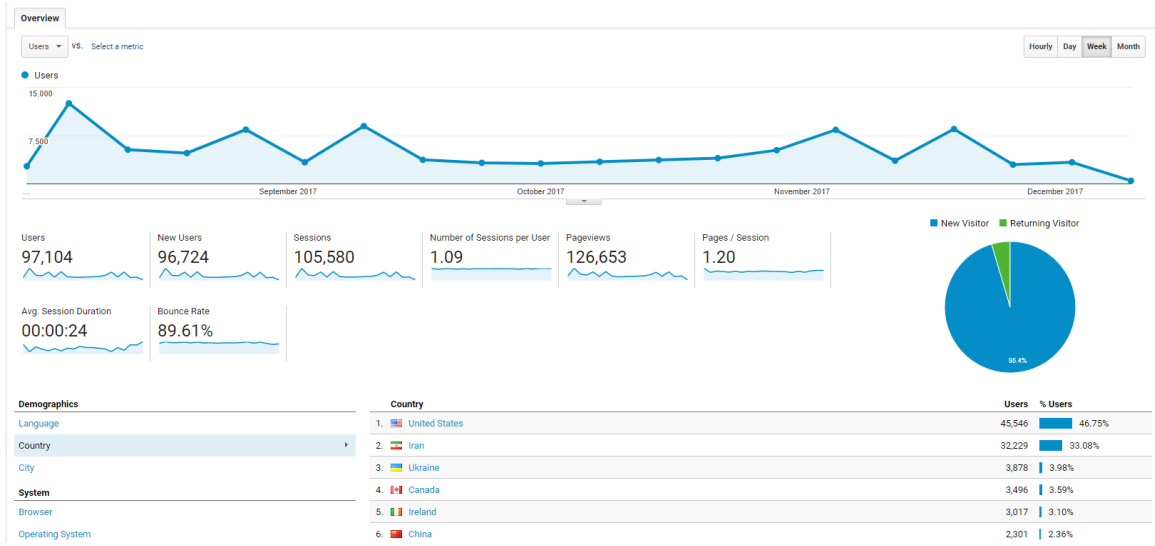 Overview
Users VS. Select a metric
Hourly Day Week Month
Users
15,000
7,500
... September 2017 October 2017 November 2017 December 2017
New Visitor Returning Visitor
Users New Users Sessions Number of Sessions per User Pageviews Pages / Session
97,104 96,724 105,580 1.09 126,653 1.20
Avg. Session Duration Bounce Rate
00:00:24 89.61%
95.4%
Demographics
Language
Country
City
System
Browser
Operating System
Country Users % Users
1. United States 45,546 46.75%
2. Iran 32,229 33.08%
3. Ukraine 3,878 3.98%
4. Canada 3,496 3.59%
5. Ireland 3,017 3.10%
6. China 2,301 2.36%